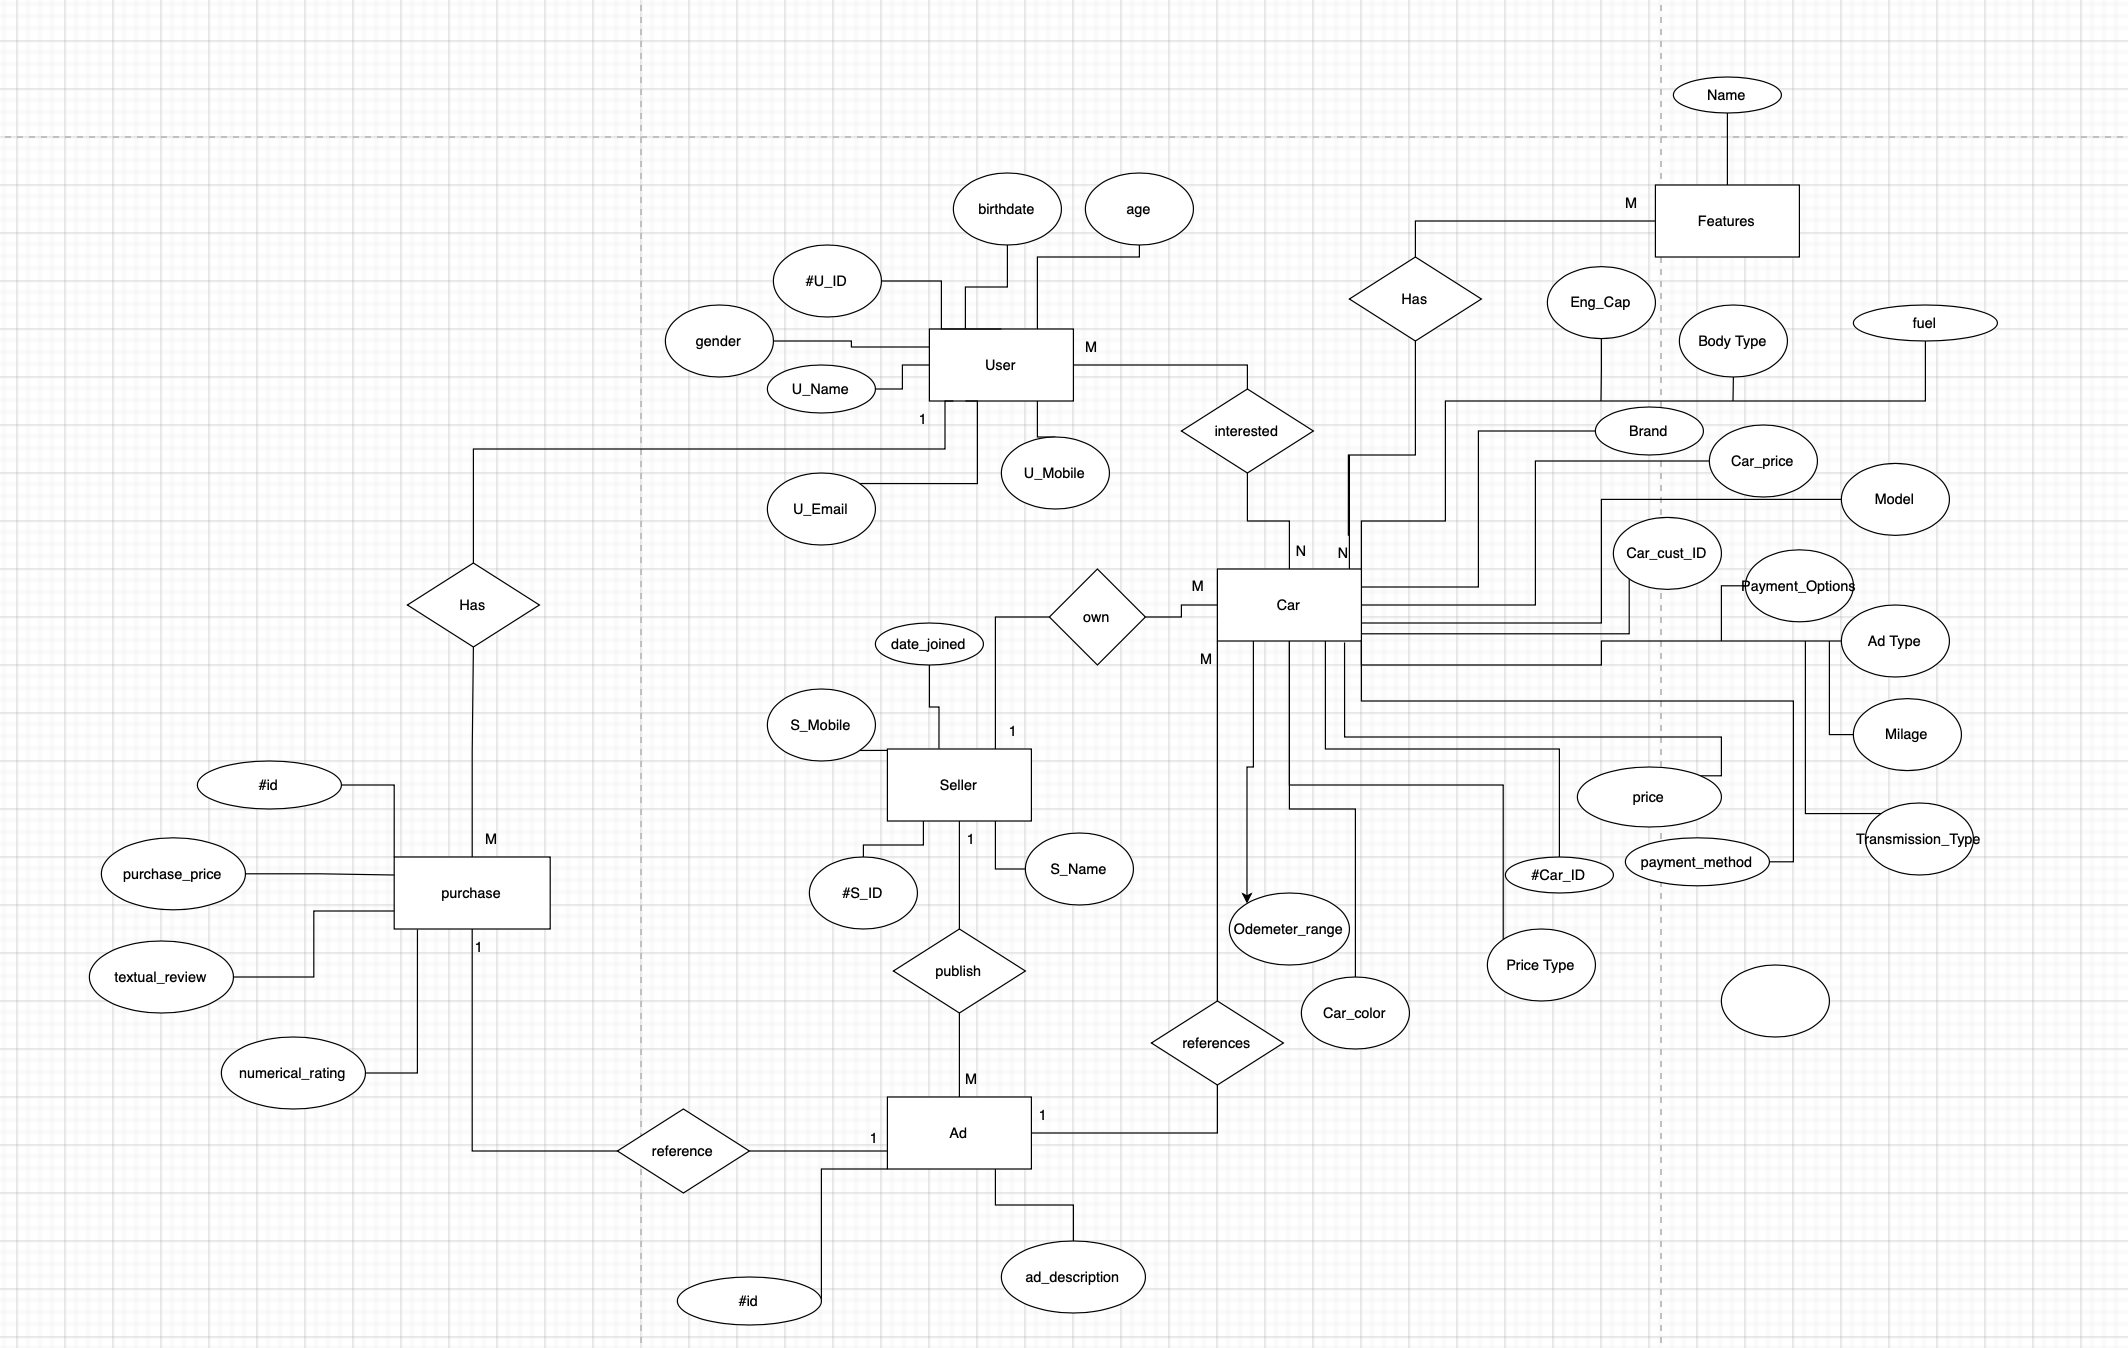 Name
birthdate
age
M
Features
#U_ID
Has
Eng_Cap
gender
M
Body Type
fuel
User
U_Name
1
interested
Brand
Car_price
U_Mobile
Model
U_Email
N
N
Car_cust_ID
Has
M
Car
Payment_Options
own
date_joined
Ad Type
M
S_Mobile
1
Milage
#id
Seller
price
M
1
purchase_price
S_Name
#Car_ID
payment_method
Transmission_Type
purchase
#S_ID
Odemeter_range
1
textual_review
publish
Price Type
Car_color
references
numerical_rating
M
1
1
Ad
reference
ad_description
#id